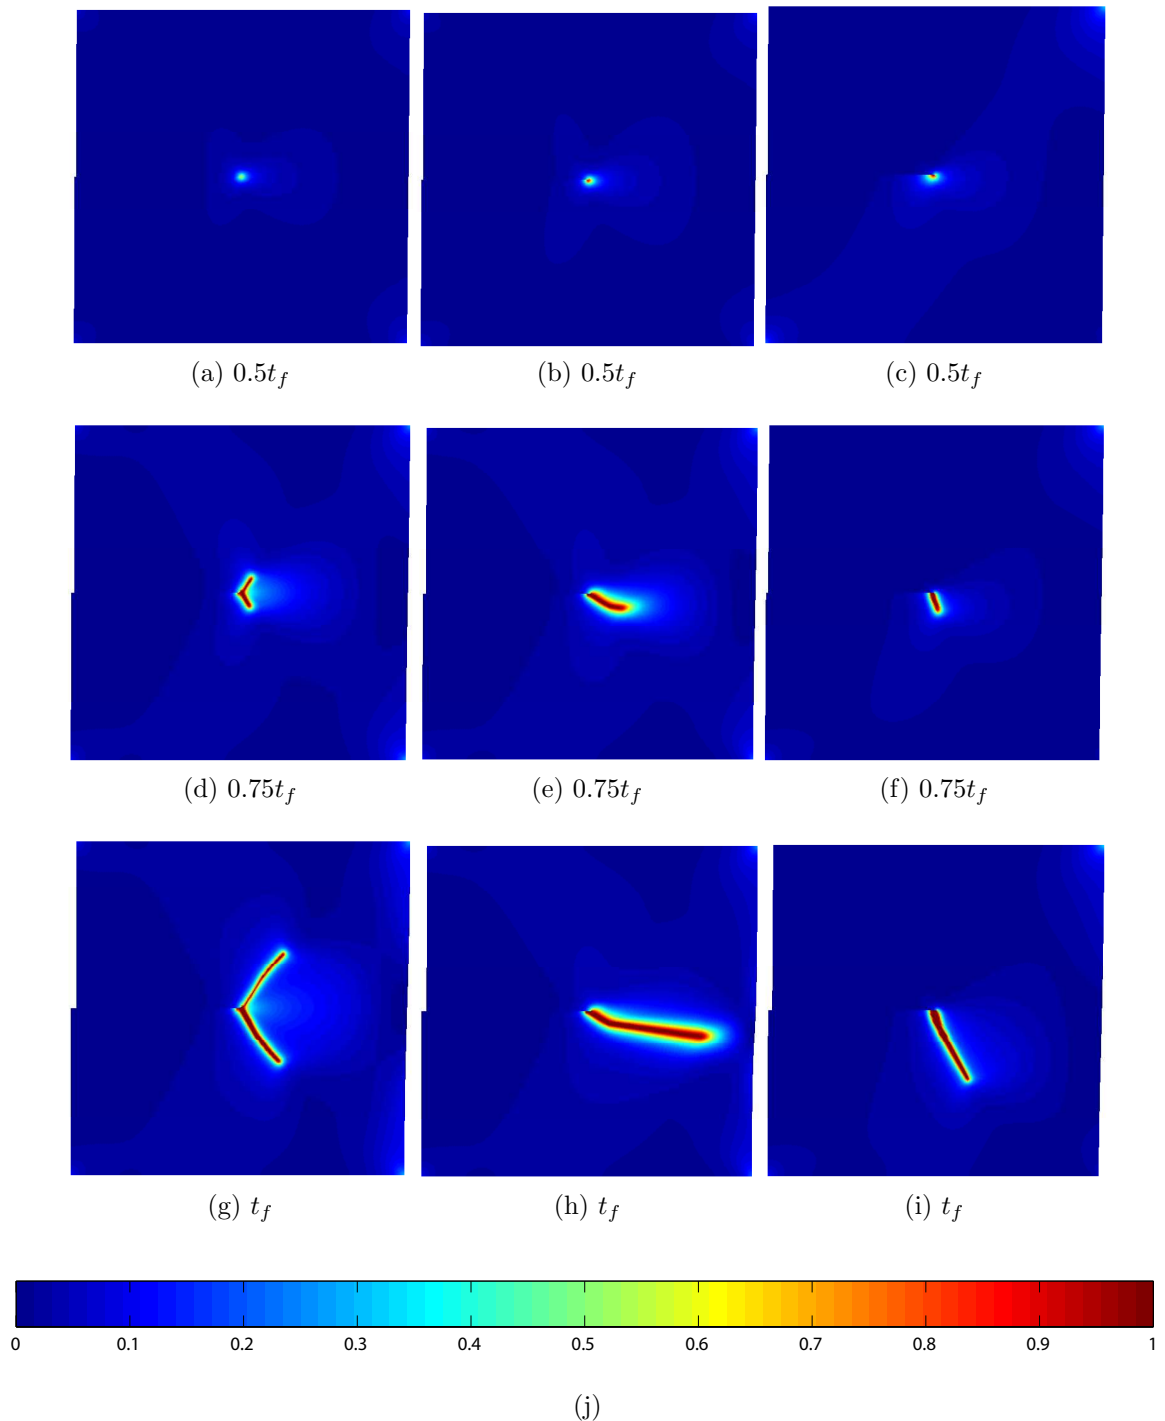 (a) 0.5t_f (b) 0.5t_f (c) 0.5t_f
(d) 0.75t_f (e) 0.75t_f (f) 0.75t_f
(g) t_f (h) t_f (i) t_f
0 0.1 0.2 0.3 0.4 0.5 0.6 0.7 0.8 0.9 1
(j)